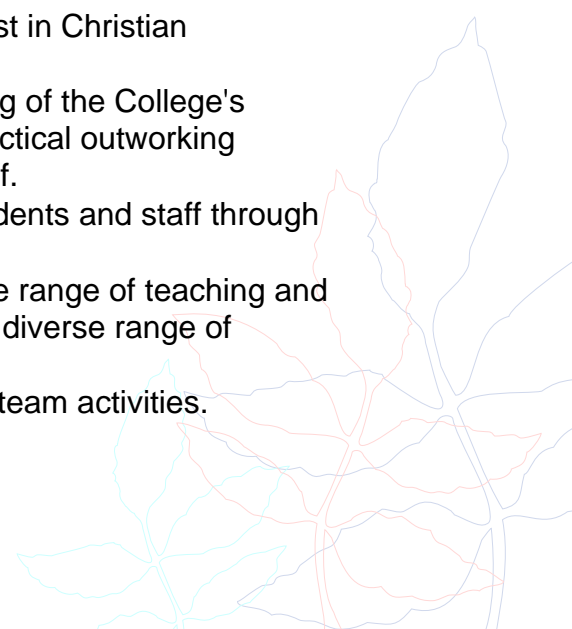 st in Christian
g of the College's
ctical outworking
f.
dents and staff through
e range of teaching and
diverse range of
team activities.